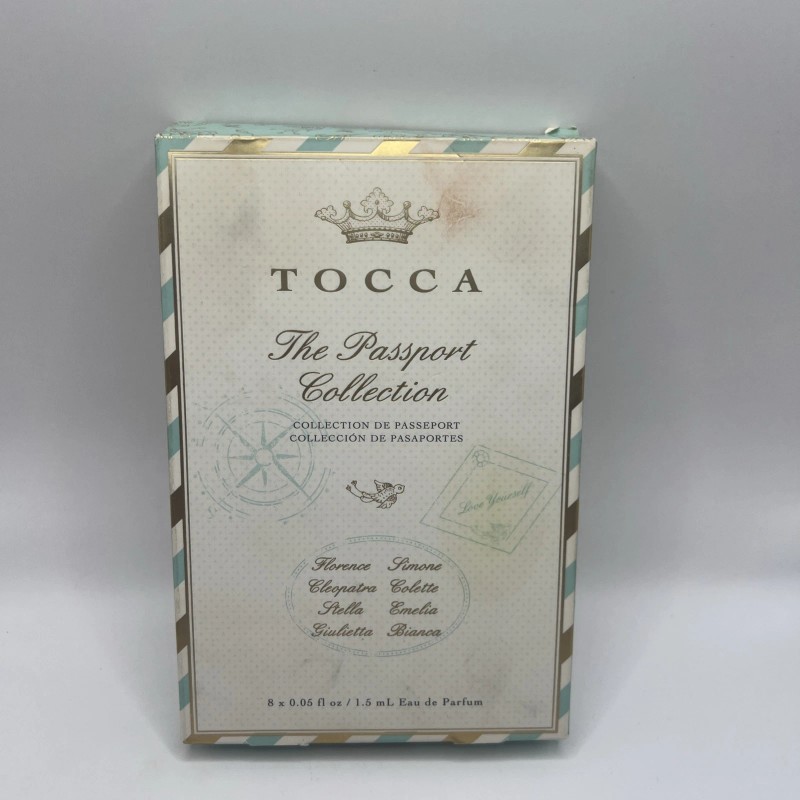 TOCCA
The Passport
Collection
COLLECTION DE PASSEPORT
COLLECCIÓN DE PASAPORTES
Love Yourself
Florence Simone
Cleopatra Colette
Stella Emelia
Giulietta Bianca
8 x 0.05 fl oz / 1.5 mL Eau de Parfum